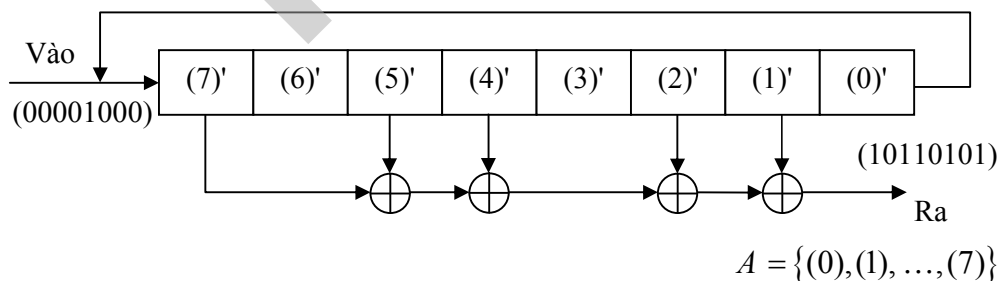 Vào
(7)' (6)' (5)' (4)' (3)' (2)' (1)' (0)'
(00001000)
(10110101)
Ra
A = {(0),(1), …,(7)}